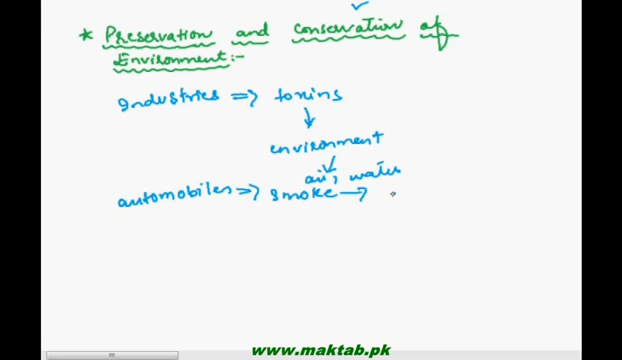 * Preservation and Conservation of
Environment:-
Industries => toxins
↓
environment
↓
air, water
automobiles => smoke →
www.maktab.pk